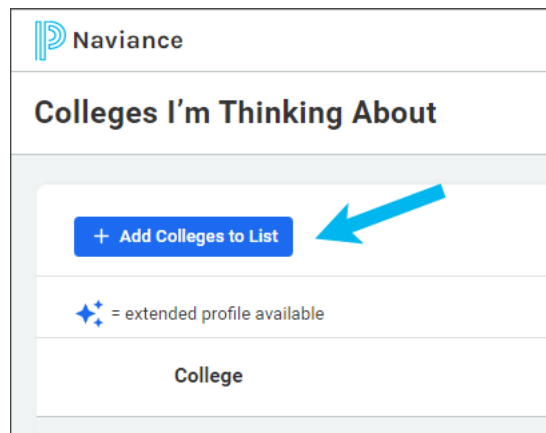 Naviance
Colleges I’m Thinking About
+ Add Colleges to List
= extended profile available
College